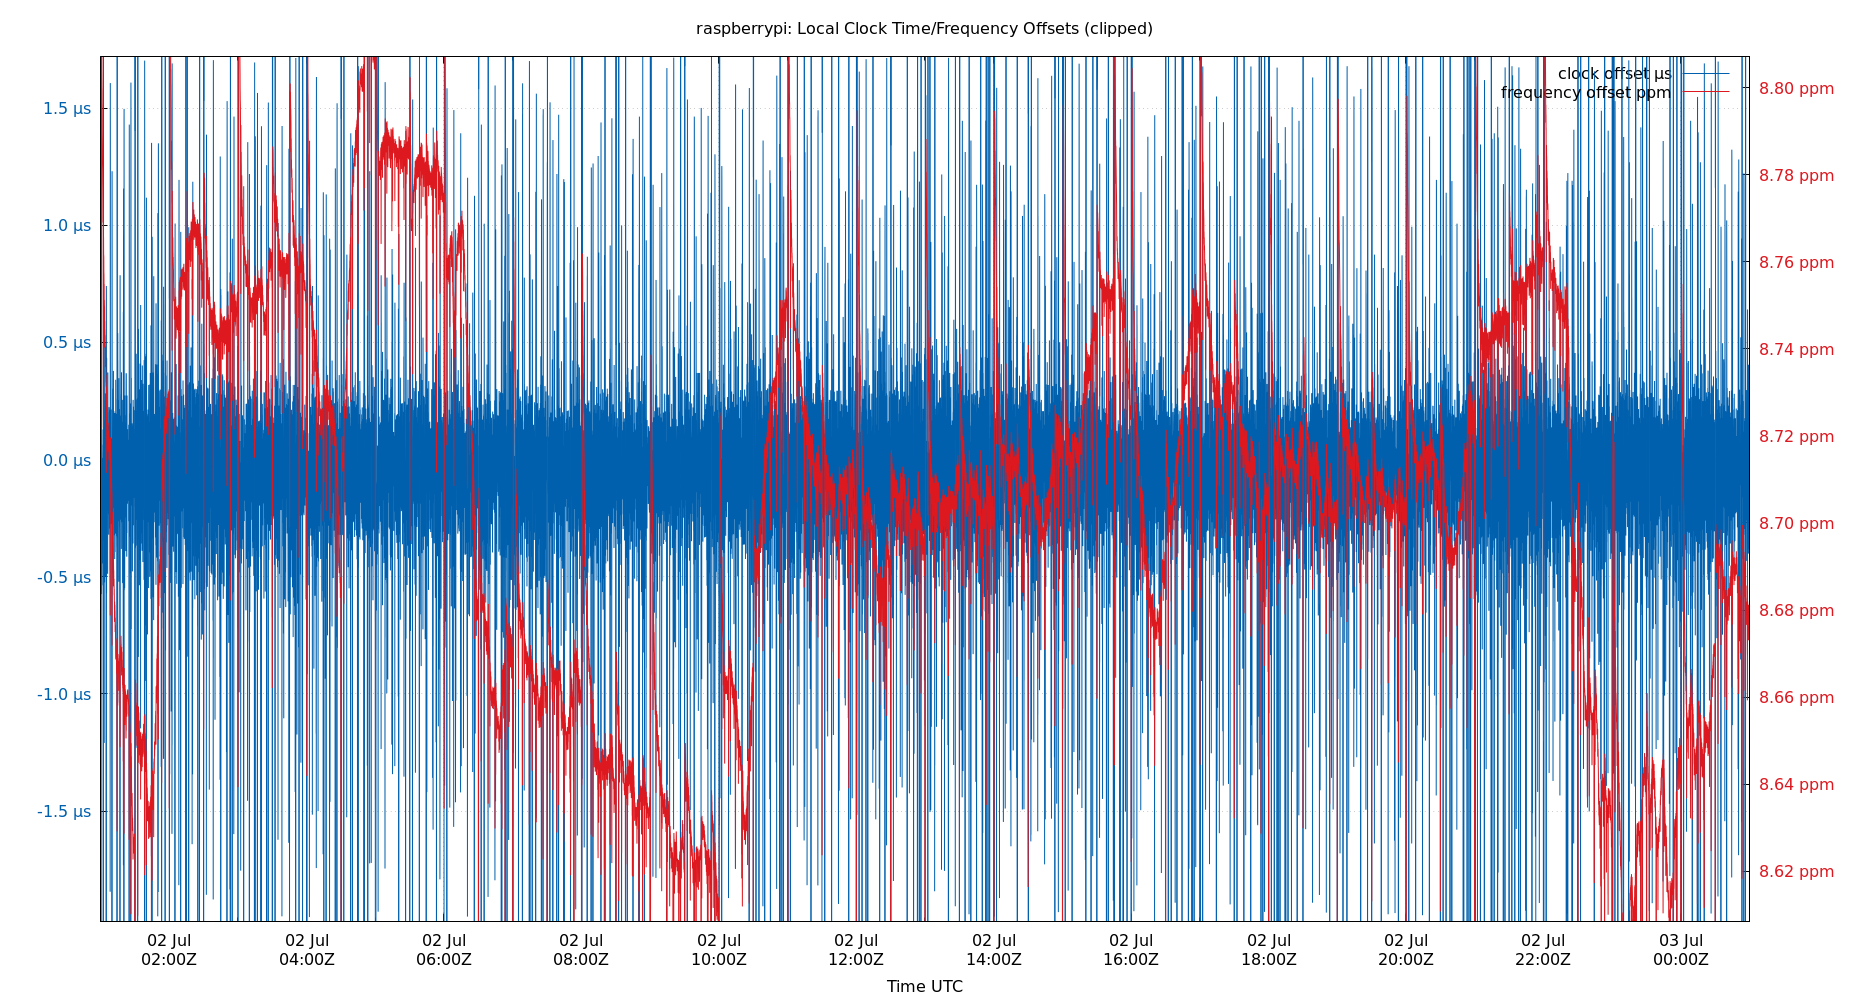 raspberrypi: Local Clock Time/Frequency Offsets (clipped)
clock offset µs
frequency offset ppm
1.5 µs
1.0 µs
0.5 µs
0.0 µs
-0.5 µs
-1.0 µs
-1.5 µs
8.80 ppm
8.78 ppm
8.76 ppm
8.74 ppm
8.72 ppm
8.70 ppm
8.68 ppm
8.66 ppm
8.64 ppm
8.62 ppm
02 Jul 02 Jul 02 Jul 02 Jul 02 Jul 02 Jul 02 Jul 02 Jul 02 Jul 02 Jul 02 Jul 03 Jul
02:00Z 04:00Z 06:00Z 08:00Z 10:00Z 12:00Z 14:00Z 16:00Z 18:00Z 20:00Z 22:00Z 00:00Z
Time UTC